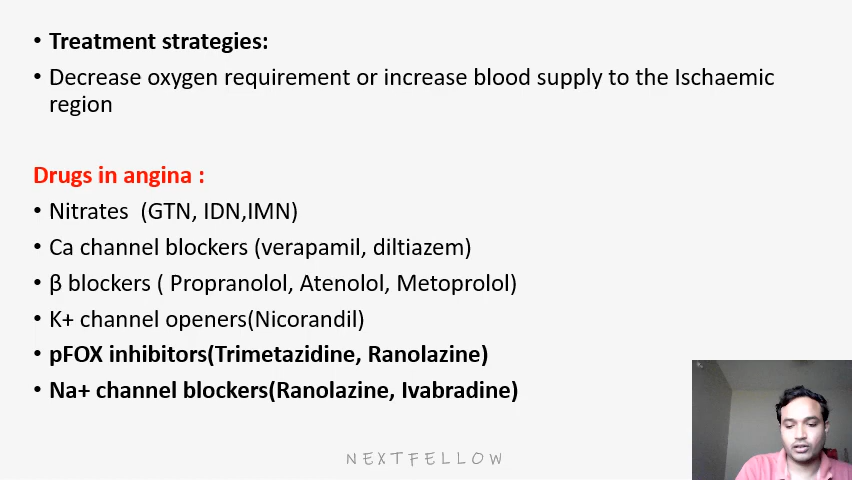 • Treatment strategies:
• Decrease oxygen requirement or increase blood supply to the Ischaemic
region
Drugs in angina :
• Nitrates  (GTN, IDN,IMN)
• Ca channel blockers (verapamil, diltiazem)
• β blockers ( Propranolol, Atenolol, Metoprolol)
• K+ channel openers(Nicorandil)
• pFOX inhibitors(Trimetazidine, Ranolazine)
• Na+ channel blockers(Ranolazine, Ivabradine)
NEXTFELLOW